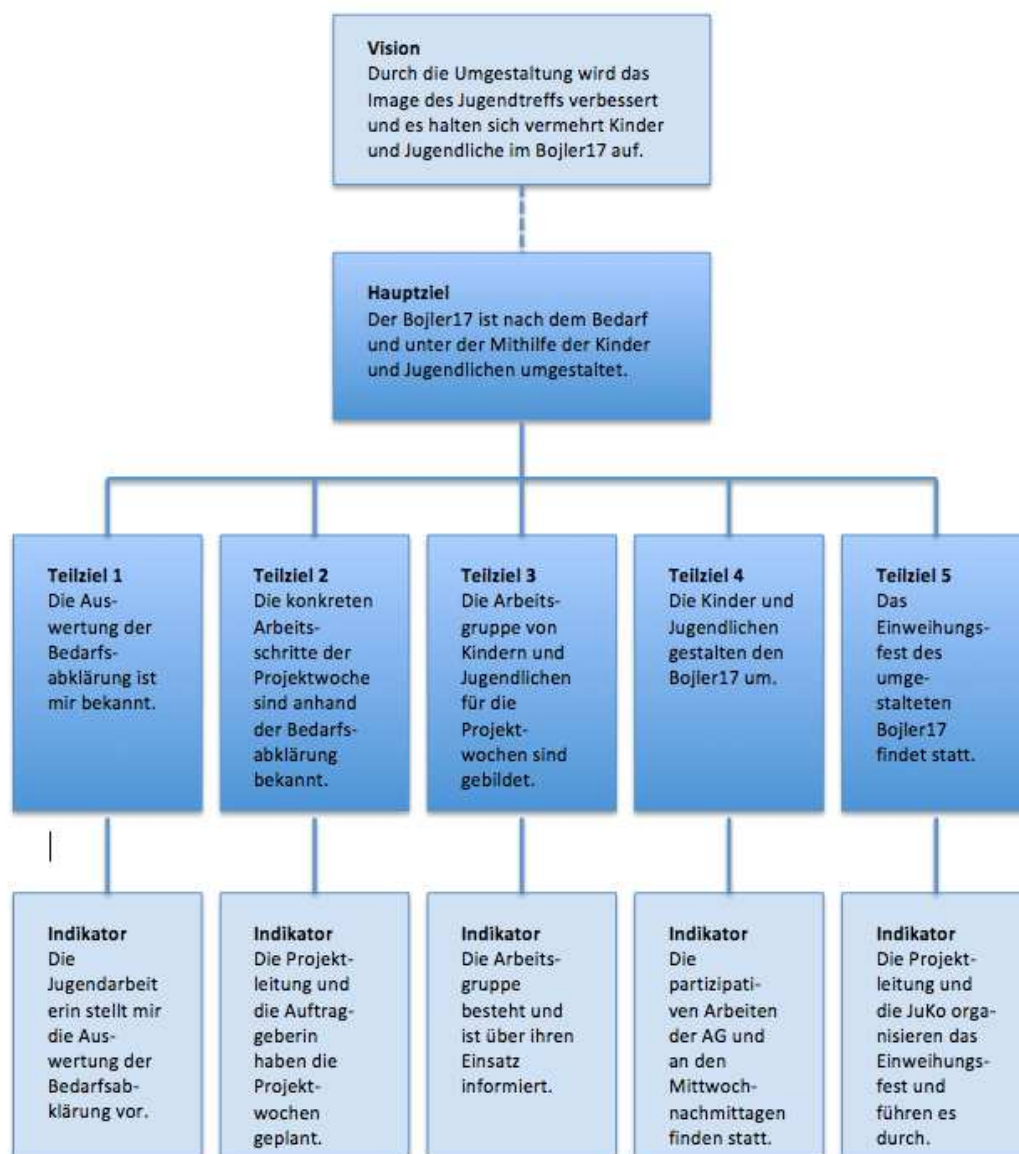 Vision
Durch die Umgestaltung wird das
Image des Jugendtreffs verbessert
und es halten sich vermehrt Kinder
und Jugendliche im Bojler17 auf.
Hauptziel
Der Bojler17 ist nach dem Bedarf
und unter der Mithilfe der Kinder
und Jugendlichen umgestaltet.
Teilziel 1
Die Aus-
wertung der
Bedarfs-
abklärung ist
mir bekannt.
Teilziel 2
Die konkreten
Arbeits-
schritte der
Projektwoche
sind anhand
der Bedarfs-
abklärung
bekannt.
Teilziel 3
Die Arbeits-
gruppe von
Kindern und
Jugendlichen
für die
Projekt-
wochen sind
gebildet.
Teilziel 4
Die Kinder und
Jugendlichen
gestalten den
Bojler17 um.
Teilziel 5
Das
Einweihungs-
fest des
umge-
stalteten
Bojler17
findet statt.
Indikator
Die
Jugendarbeit
erin stellt mir
die Aus-
wertung der
Bedarfsab-
klärung vor.
Indikator
Die Projekt-
leitung und
die Auftrag-
geberin
haben die
Projekt-
wochen
geplant.
Indikator
Die Arbeits-
gruppe
besteht und
ist über ihren
Einsatz
informiert.
Indikator
Die
partizipati-
ven Arbeiten
der AG und
an den
Mittwoch-
nachmittagen
finden statt.
Indikator
Die Projekt-
leitung und
die JuKo orga-
nisieren das
Einweihungs-
fest und
führen es
durch.